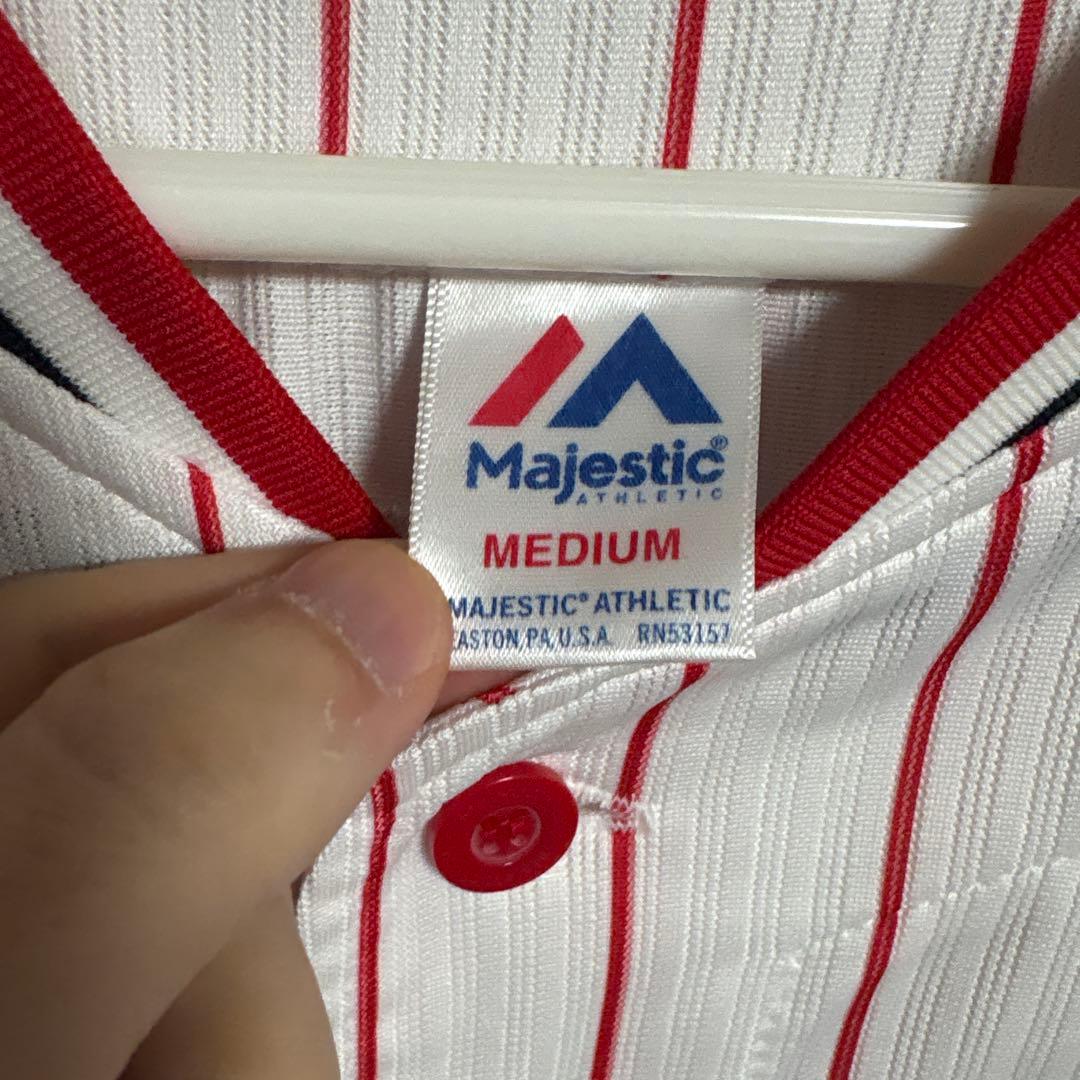 Majestic®
ATHLETIC
MEDIUM
MAJESTIC® ATHLETIC
EASTON, PA, U.S.A. RN53157